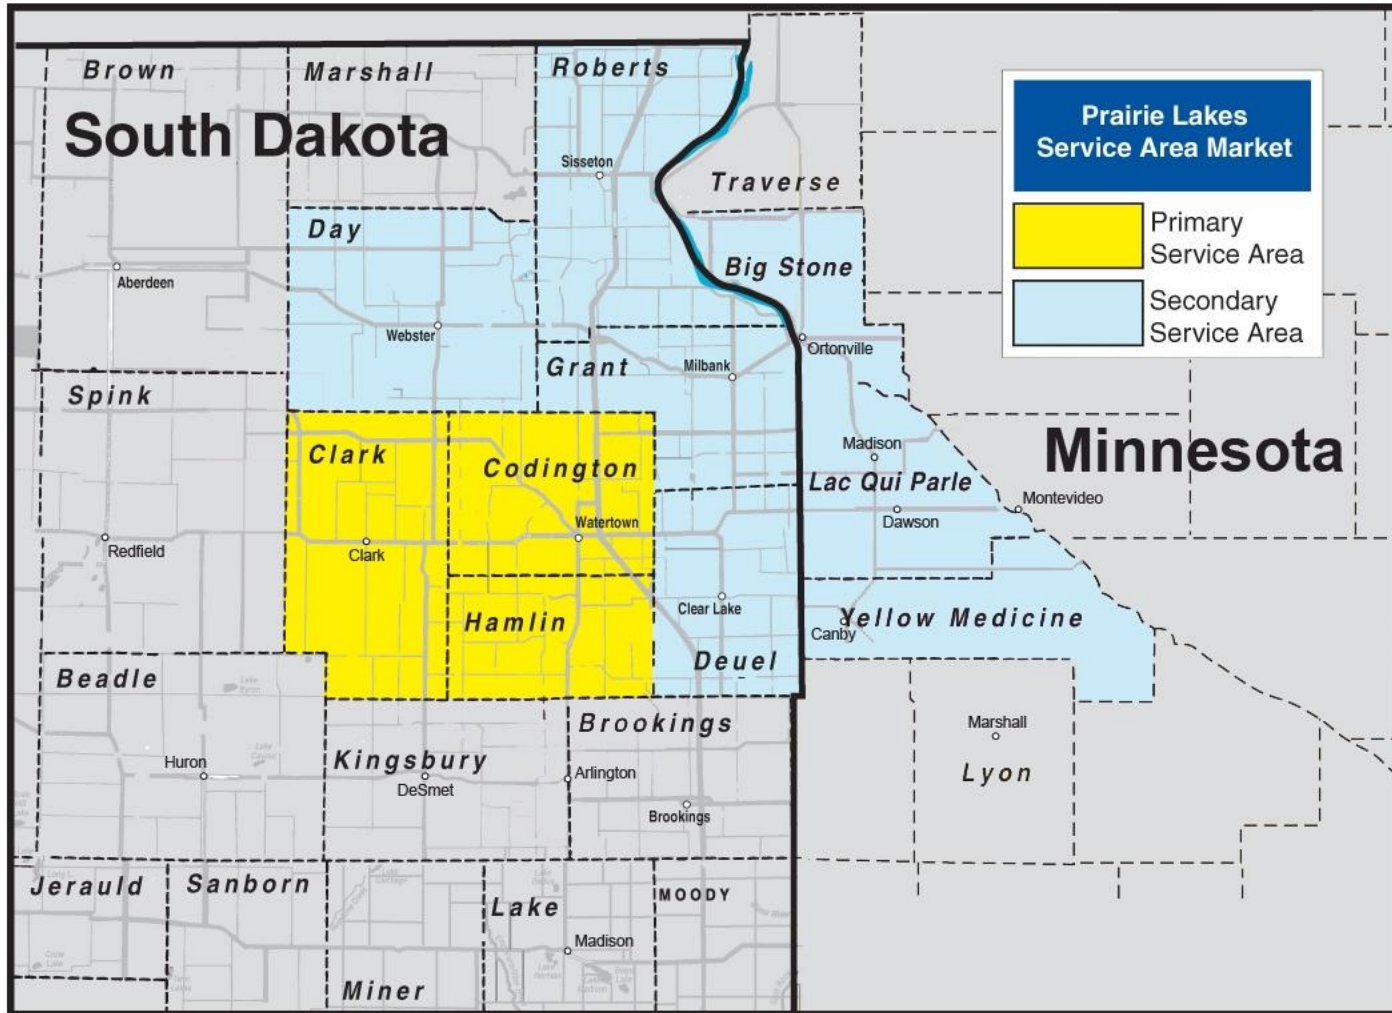 Brown
Marshall
Roberts
South Dakota
Prairie Lakes
Service Area Market
Sisseton
Traverse
Primary
Service Area
Day
Big Stone
Aberdeen
Secondary
Service Area
Webster
Ortonville
Grant
Milbank
Spink
Clark
Codington
Madison
Minnesota
Lac Qui Parle
Montevideo
Dawson
Watertown
Redfield
Clark
Hamlin
Clear Lake
Canby
Yellow Medicine
Deuel
Beadle
Brookings
Marshall
Huron
Kingsbury
Arlington
Lyon
DeSmet
Brookings
Jerauld
Sanborn
Lake
MOODY
Madison
Miner